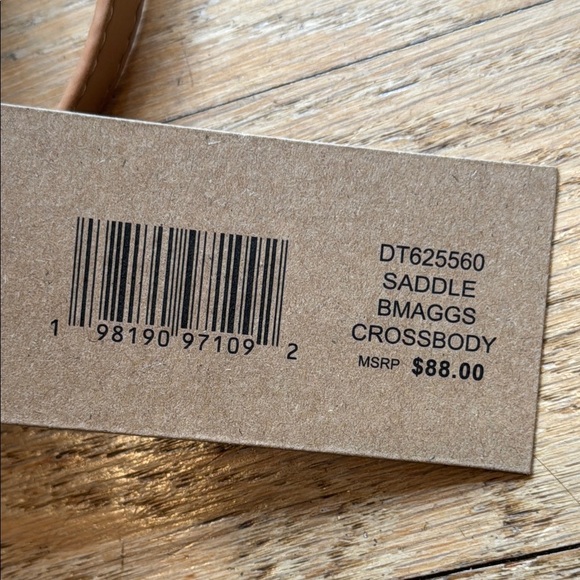 DT625560
SADDLE
BMAGGS
CROSSBODY
MSRP $88.00
1 98190 97109 2